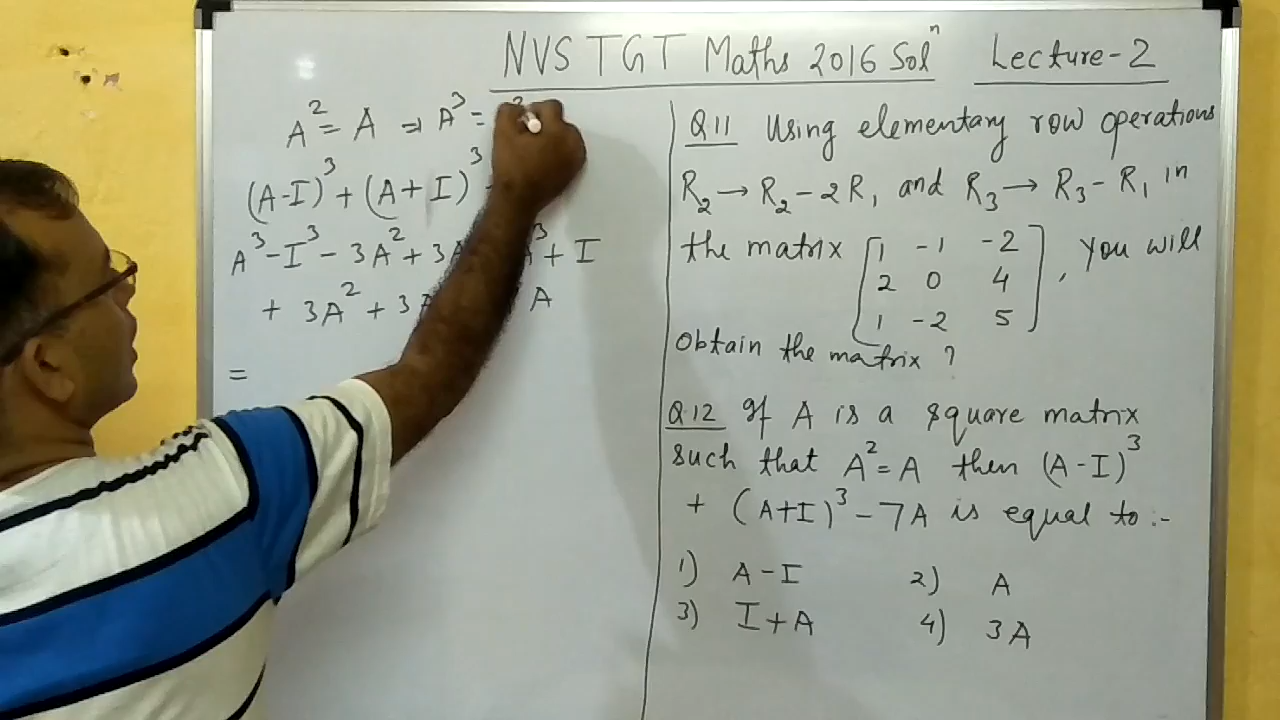 NVS TGT Maths 2016 Solⁿ Lecture-2
A² = A ⇒ A³ =
(A-I)³ + (A+I)³
A³ - I³ - 3A² + 3A ³ + I
+ 3A² + 3A A
=
Q11 Using elementary row operations
R₂ → R₂ - 2R₁ and R₃ → R₃ - R₁ in
the matrix [1 -1 -2
2 0 4
1 -2 5], you will
obtain the matrix ?
Q.12 If A is a square matrix
such that A² = A then (A-I)³
+ (A+I)³ - 7A is equal to :-
1) A-I 2) A
3) I+A 4) 3A